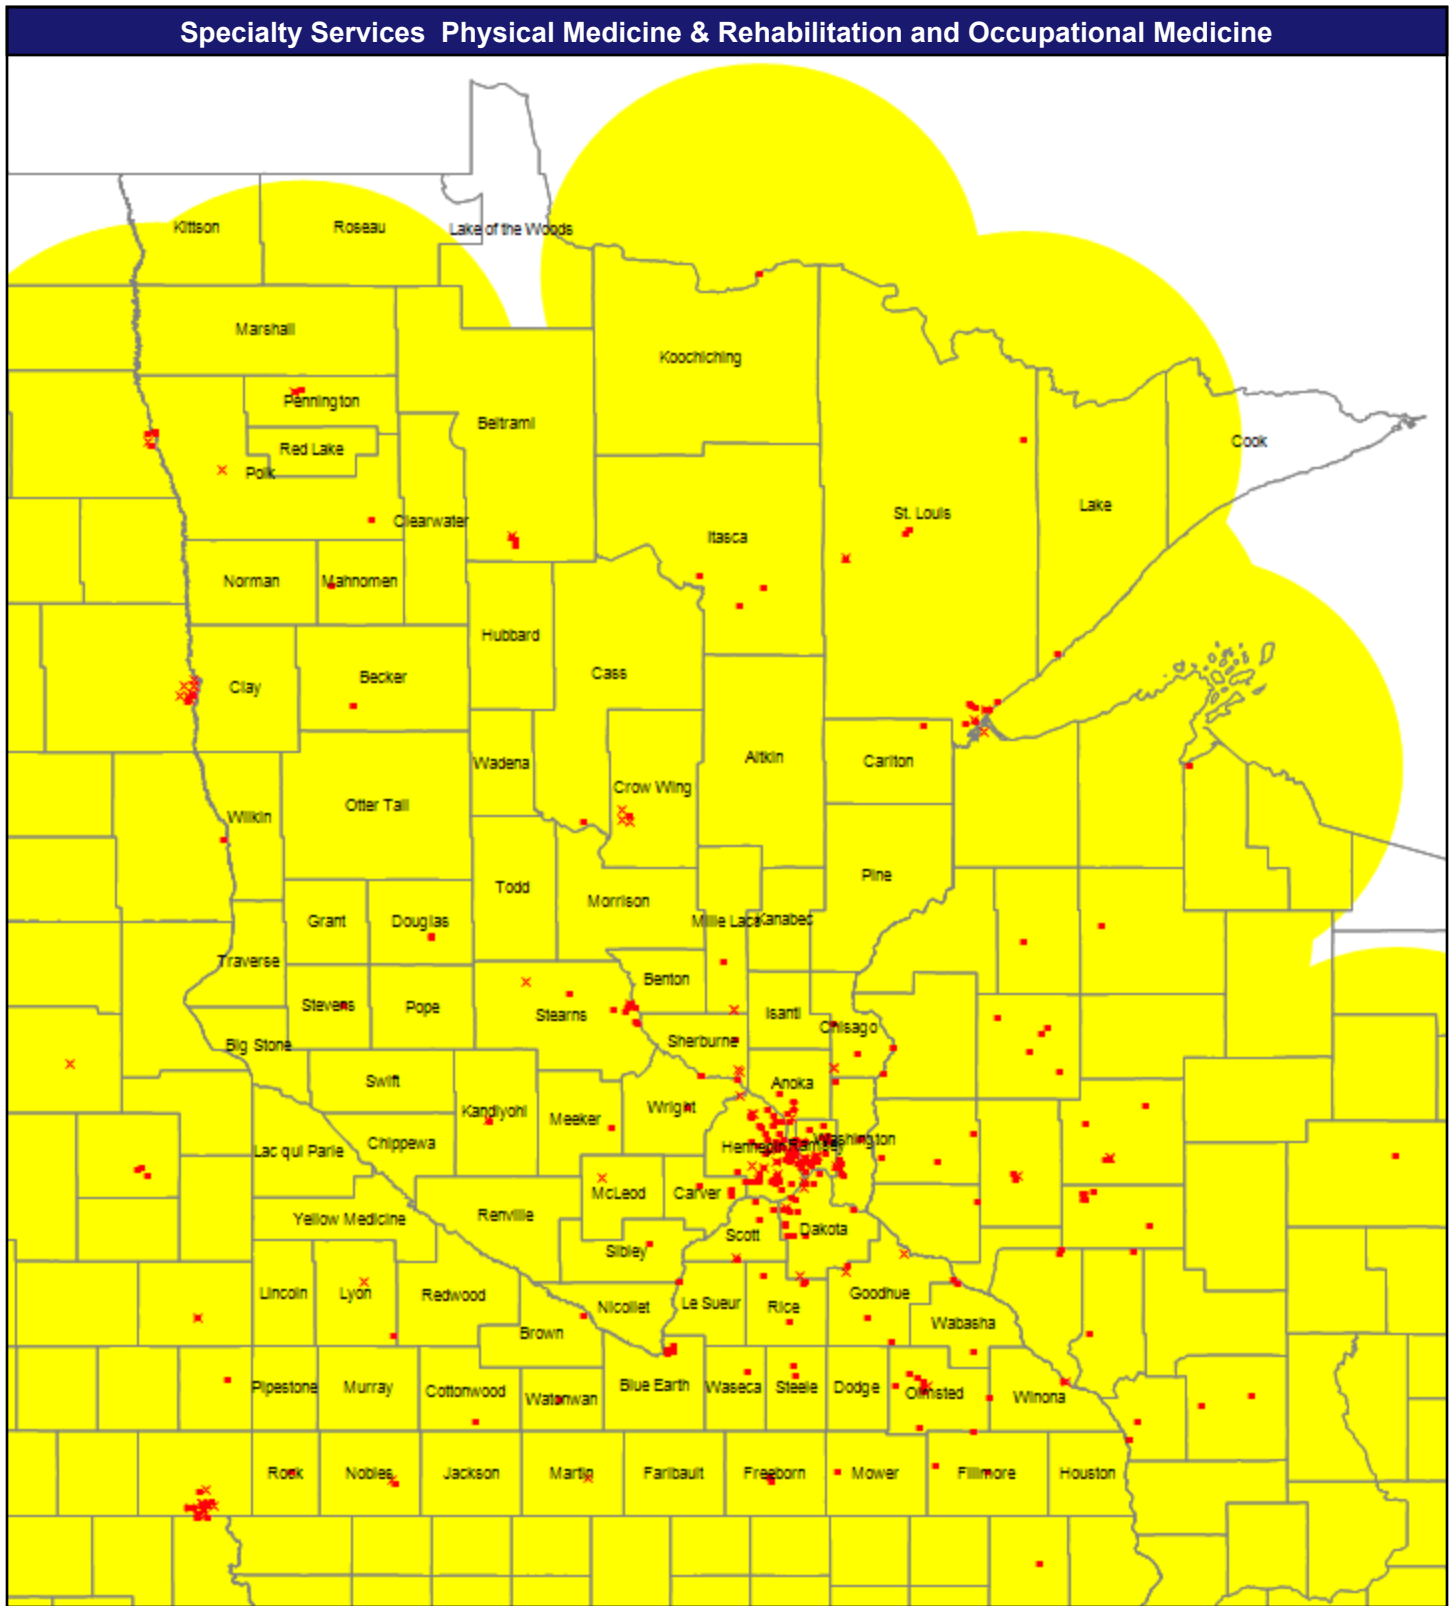 Specialty Services  Physical Medicine & Rehabilitation and Occupational Medicine
Kittson
Roseau
Lake of the Woods
Marshall
Koochiching
Pennington
Beltrami
Cook
Red Lake
Polk
Lake
St. Louis
Clearwater
Itasca
Norman
Mahnomen
Hubbard
Cass
Becker
Clay
Aitkin
Carlton
Wadena
Crow Wing
Otter Tail
Wilkin
Pine
Todd
Morrison
Grant
Douglas
Mille Lacs
Kanabec
Traverse
Benton
Stevens
Pope
Stearns
Isanti
Chisago
Sherburne
Big Stone
Swift
Anoka
Kandiyohi
Meeker
Wright
Chippewa
Washington
Hennepin
Ramsey
Lac qui Parle
McLeod
Carver
Renville
Yellow Medicine
Dakota
Scott
Sibley
Lincoln
Lyon
Redwood
Goodhue
Nicollet
Le Sueur
Rice
Wabasha
Brown
Pipestone
Murray
Cottonwood
Watonwan
Blue Earth
Waseca
Steele
Dodge
Olmsted
Winona
Rock
Nobles
Jackson
Martin
Faribault
Freeborn
Mower
Fillmore
Houston